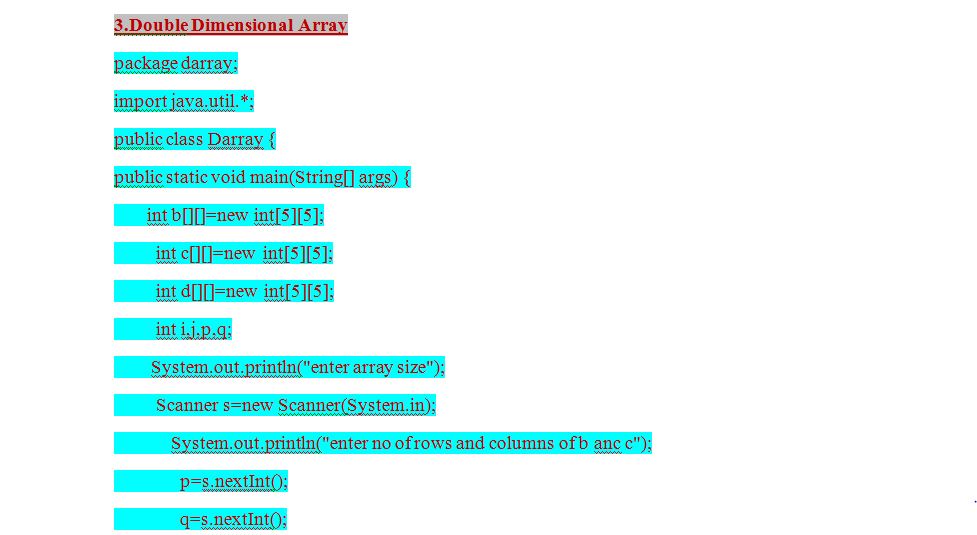 3.Double Dimensional Array
package darray;
import java.util.*;
public class Darray {
public static void main(String[] args) {
int b[][]=new int[5][5];
int c[][]=new int[5][5];
int d[][]=new int[5][5];
int i,j,p,q;
System.out.println("enter array size");
Scanner s=new Scanner(System.in);
System.out.println("enter no of rows and columns of b anc c");
p=s.nextInt();
q=s.nextInt();